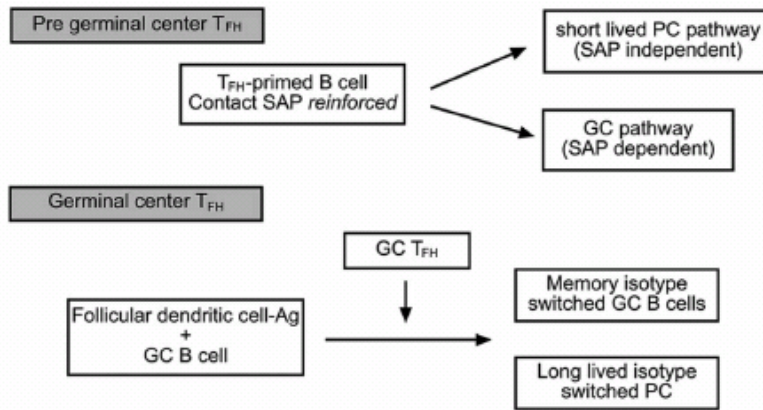 Pre germinal center TFH
short lived PC pathway
(SAP independent)
TFH-primed B cell
Contact SAP reinforced
GC pathway
(SAP dependent)
Germinal center TFH
GC TFH
Memory isotype
switched GC B cells
Follicular dendritic cell-Ag
+
GC B cell
Long lived isotype
switched PC